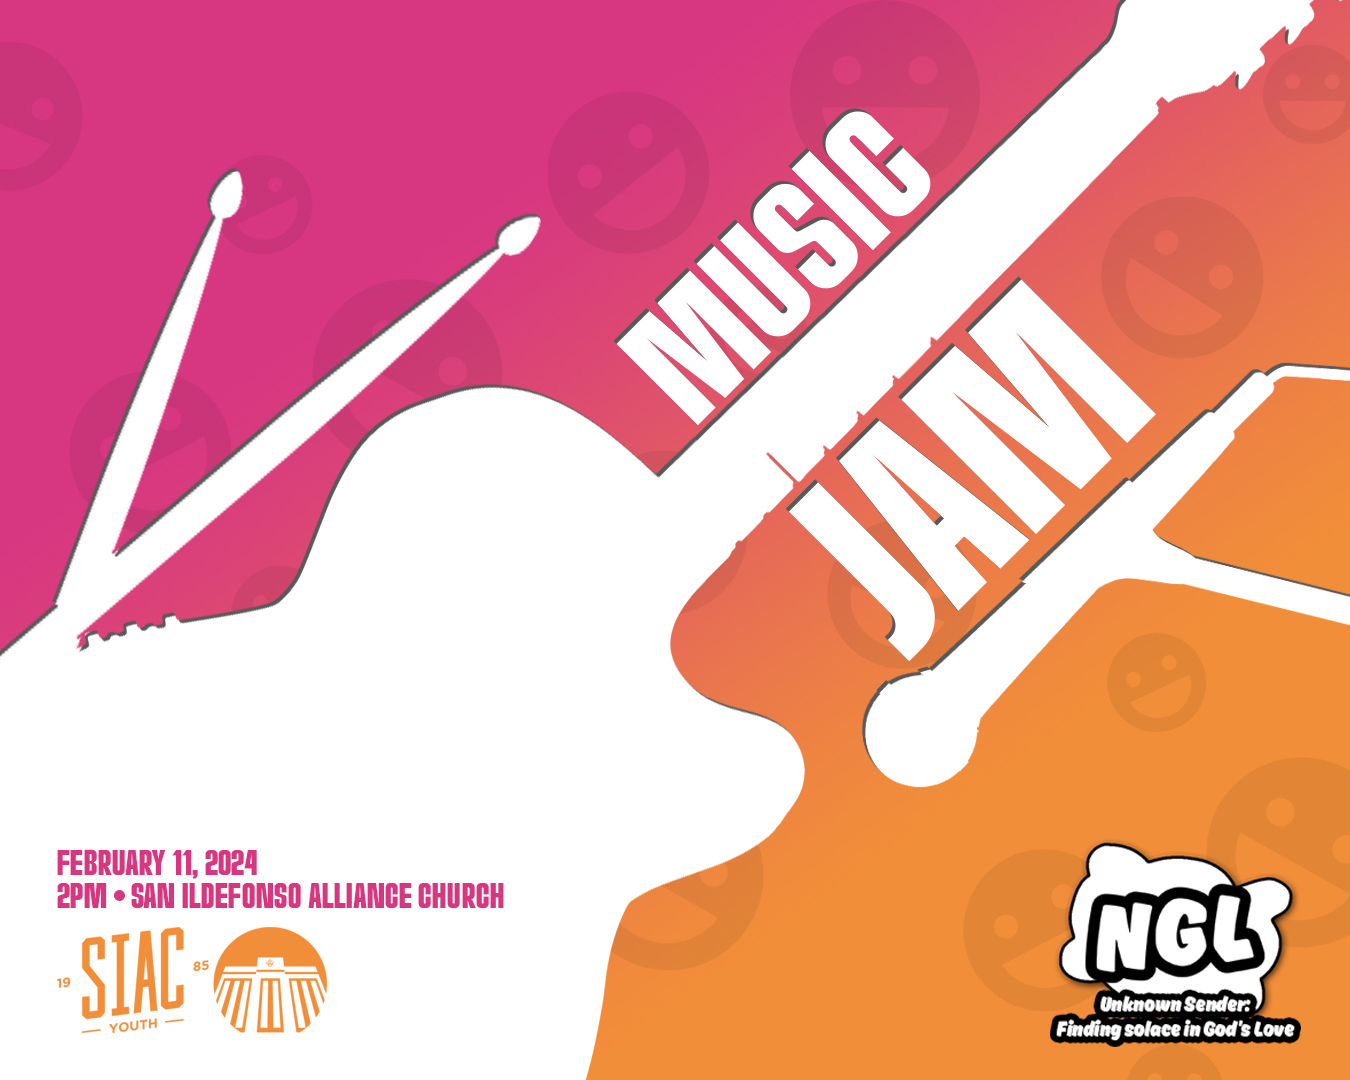 MUSIC
JAM
FEBRUARY 11, 2024
2PM • SAN ILDEFONSO ALLIANCE CHURCH
19 SIAC 85
YOUTH
NGL
Unknown Sender:
Finding solace in God's Love